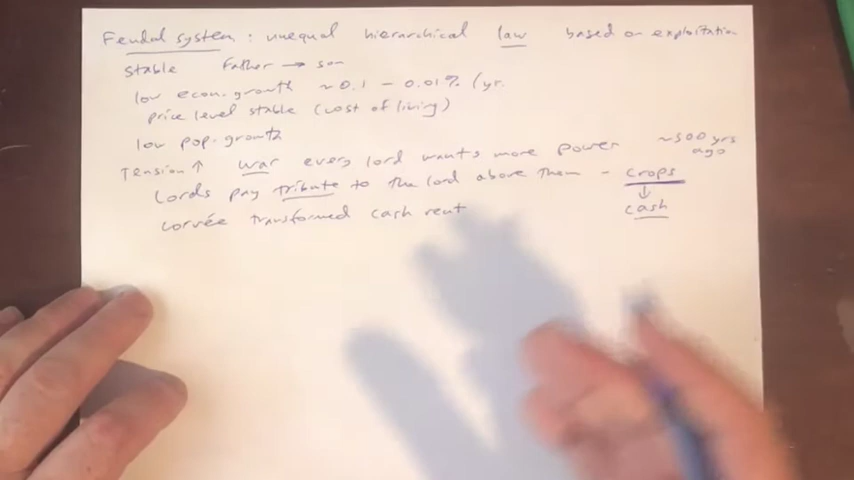 Feudal system : unequal hierarchical law based on exploitation
stable Father → son
low econ. growth ~0.1 - 0.01% /yr.
price level stable (cost of living)
low pop. growth
Tension ↑ war every lord wants more power ~500 yrs ago
Lords pay tribute to the lord above them - crops
↓
corvée transformed cash rent cash